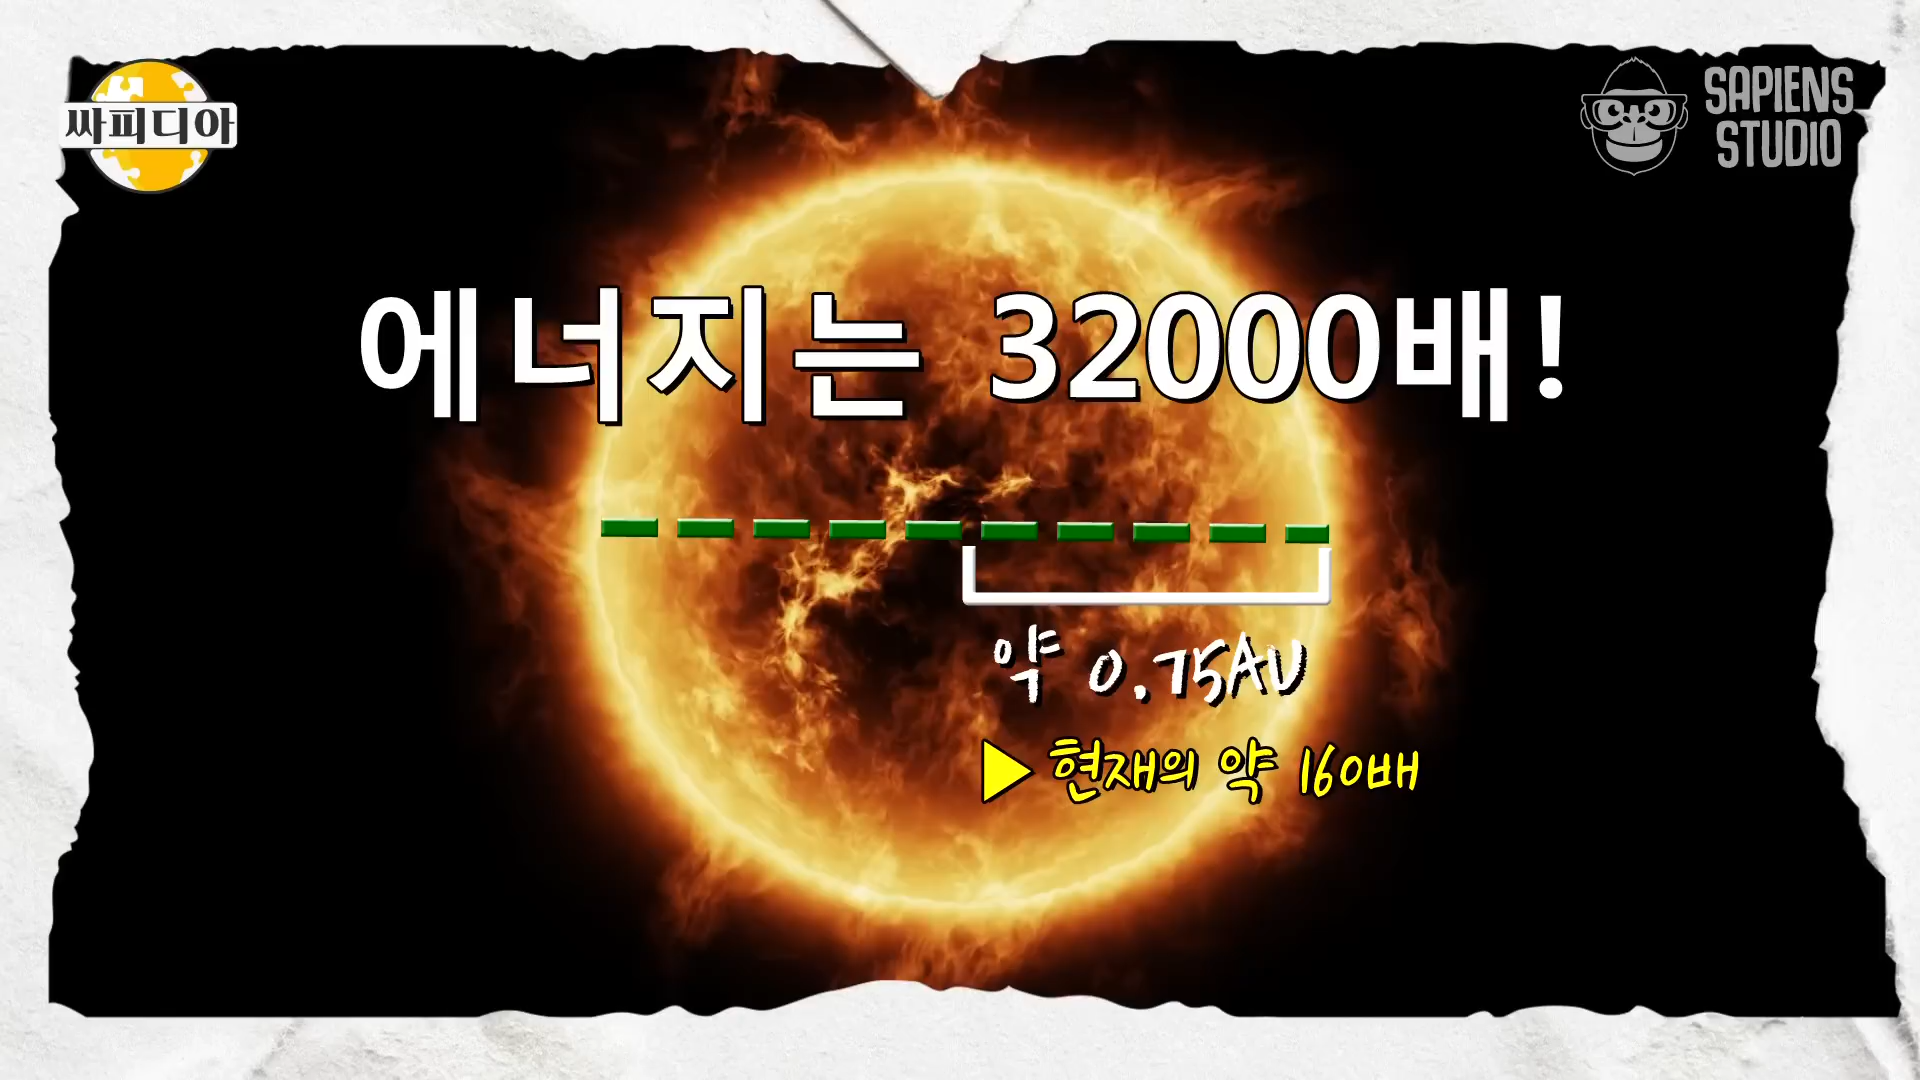 싸피디아
SAPIENS
STUDIO
에너지는 32000배!
약 0.75AU
▶ 현재의 약 160배